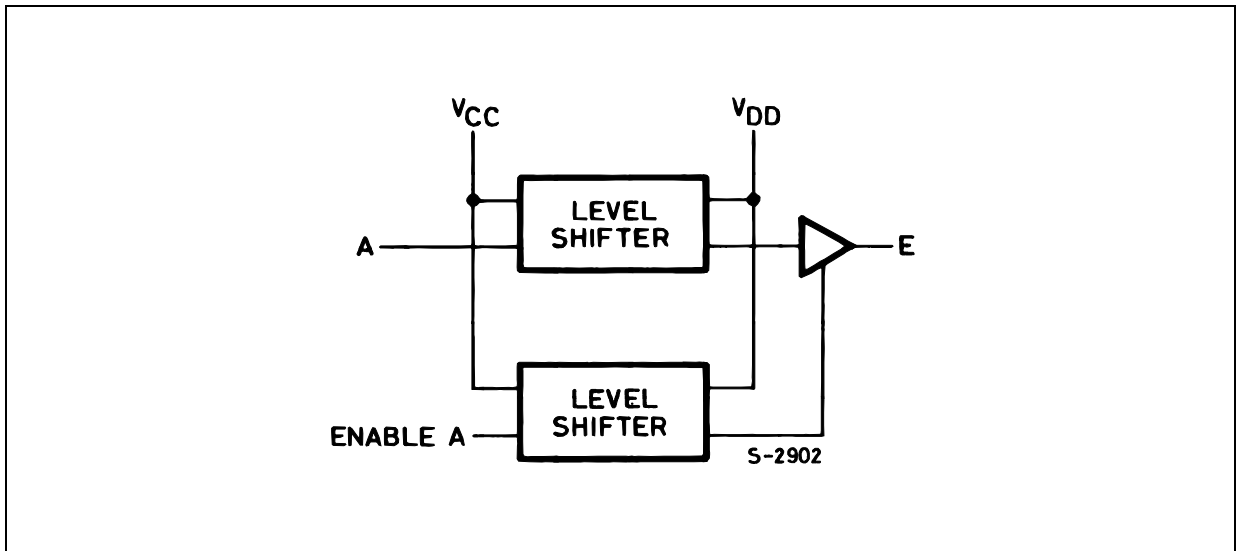 VCC
VDD
LEVEL
SHIFTER
A
E
LEVEL
SHIFTER
ENABLE A
S-2902